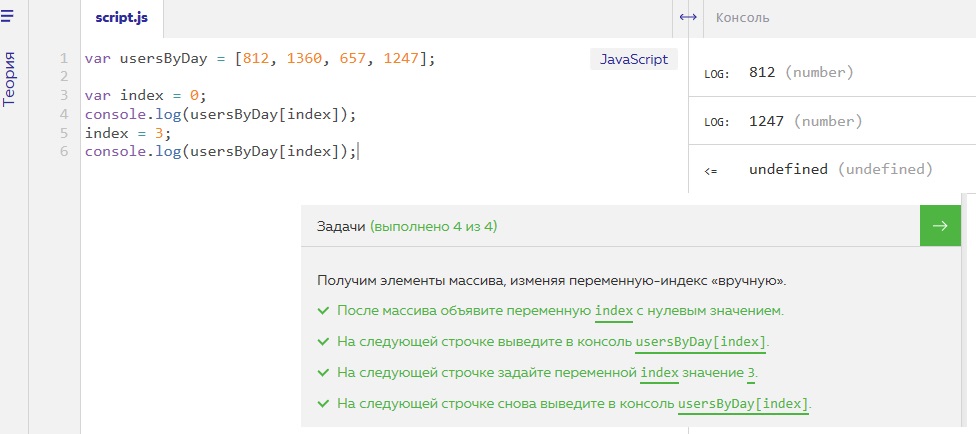 script.js
Консоль
Теория
JavaScript
1 var usersByDay = [812, 1360, 657, 1247];
2
3 var index = 0;
4 console.log(usersByDay[index]);
5 index = 3;
6 console.log(usersByDay[index]);
LOG: 812 (number)
LOG: 1247 (number)
<= undefined (undefined)
Задачи (выполнено 4 из 4)
Получим элементы массива, изменяя переменную-индекс «вручную».
После массива объявите переменную index с нулевым значением.
На следующей строчке выведите в консоль usersByDay[index].
На следующей строчке задайте переменной index значение 3.
На следующей строчке снова выведите в консоль usersByDay[index].